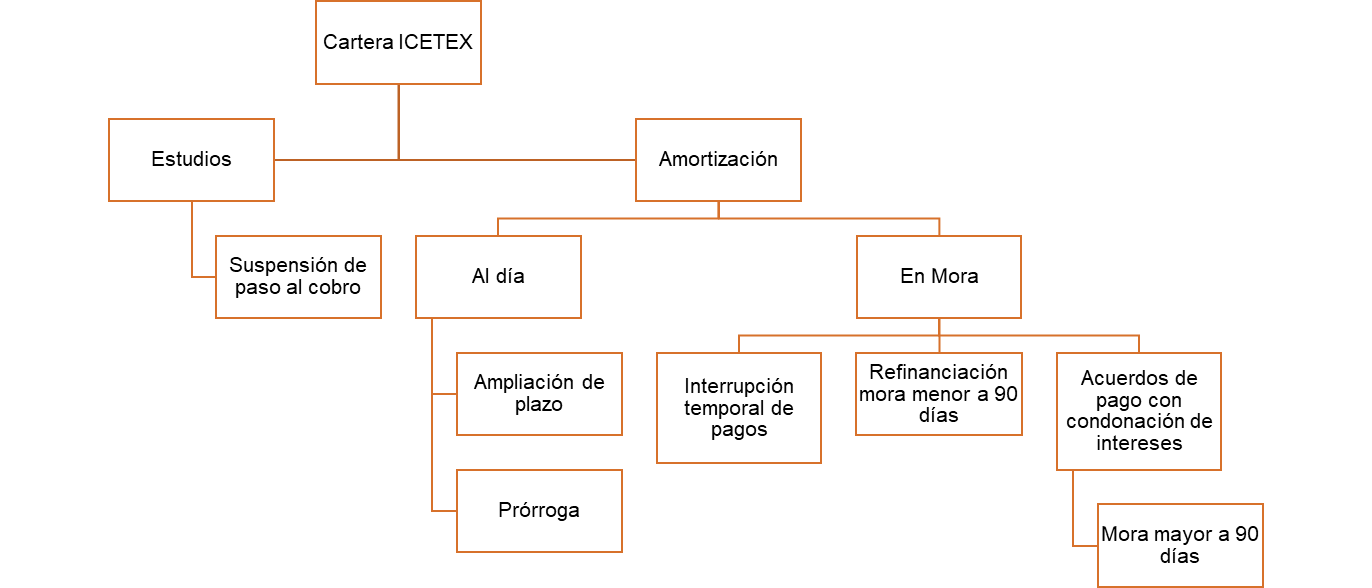 Cartera ICETEX
Estudios
Amortización
Suspensión de
paso al cobro
Al día
En Mora
Ampliación de
plazo
Prórroga
Interrupción
temporal de
pagos
Refinanciación
mora menor a 90
días
Acuerdos de
pago con
condonación de
intereses
Mora mayor a 90
días